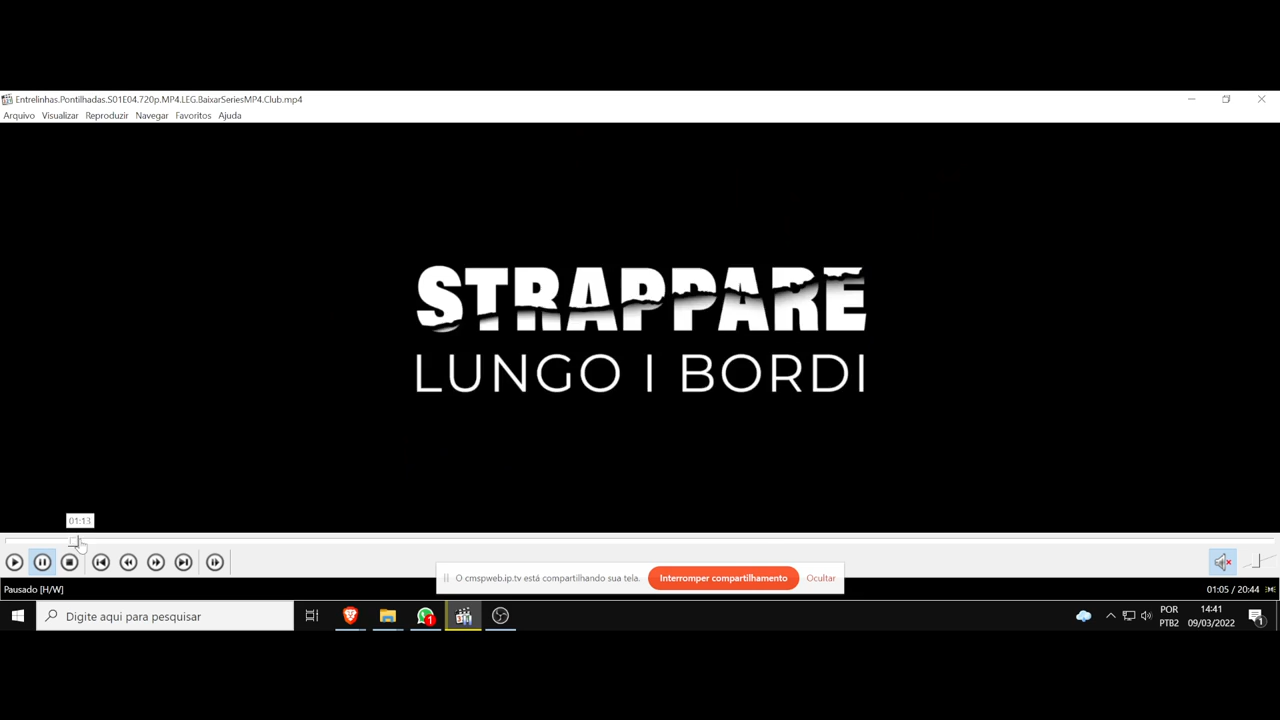 Entrelinhas.Pontilhadas.S01E04.720p.MP4.LEG.BaixarSeriesMP4.Club.mp4
Arquivo Visualizar Reproduzir Navegar Favoritos Ajuda
STRAPPARE
LUNGO I BORDI
01:13
O cmspweb.ip.tv está compartilhando sua tela. Interromper compartilhamento Ocultar
Pausado [H/W] 01:05 / 20:44
Digite aqui para pesquisar
1
POR 14:41
PTB2 09/03/2022
1